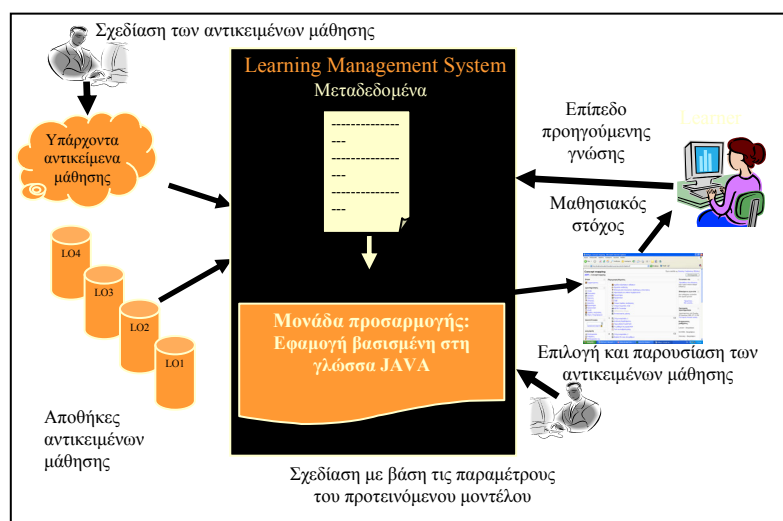 Σχεδίαση των αντικειμένων μάθησης
Learning Management System
Μεταδεδομένα
--------------
---
--------------
---
--------------
---
Υπάρχοντα
αντικείμενα
μάθησης
Επίπεδο
προηγούμενης
γνώσης
Learner
Μαθησιακός
στόχος
LO4
LO3
LO2
LO1
Μονάδα προσαρμογής:
Εφαμογή βασισμένη στη
γλώσσα JAVA
Επιλογή και παρουσίαση των
αντικειμένων μάθησης
Αποθήκες
αντικειμένων
μάθησης
Σχεδίαση με βάση τις παραμέτρους
του προτεινόμενου μοντέλου